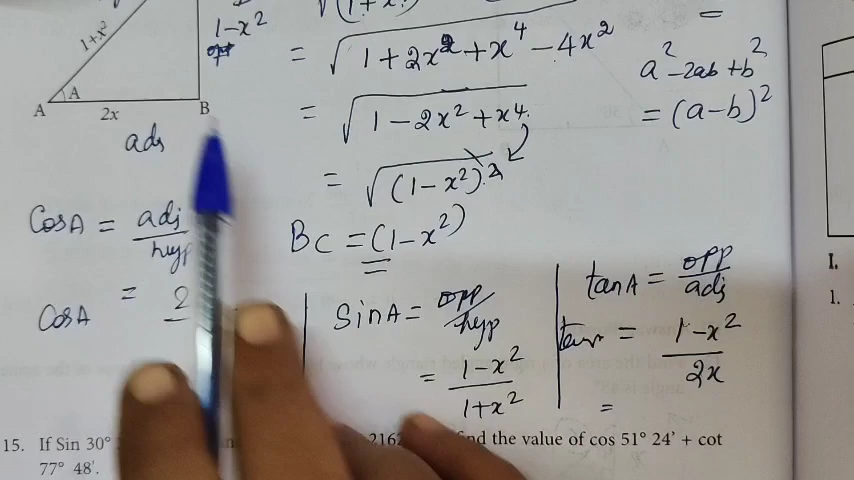 √(1+x
1-x²
opp
1+x²
A A 2x B
adj
= √1+2x²+x⁴-4x²
= √1-2x²+x⁴
= √(1-x²)²
BC = (1-x²)
a²-2ab+b²
= (a-b)²
CosA = adj/hyp
CosA = 2
SinA = opp/hyp
= 1-x²/1+x²
tanA = opp/adj
= 1-x²/2x
=
I.
1.
15. If Sin 30° find the value of cos 51° 24' + cot
77° 48'.